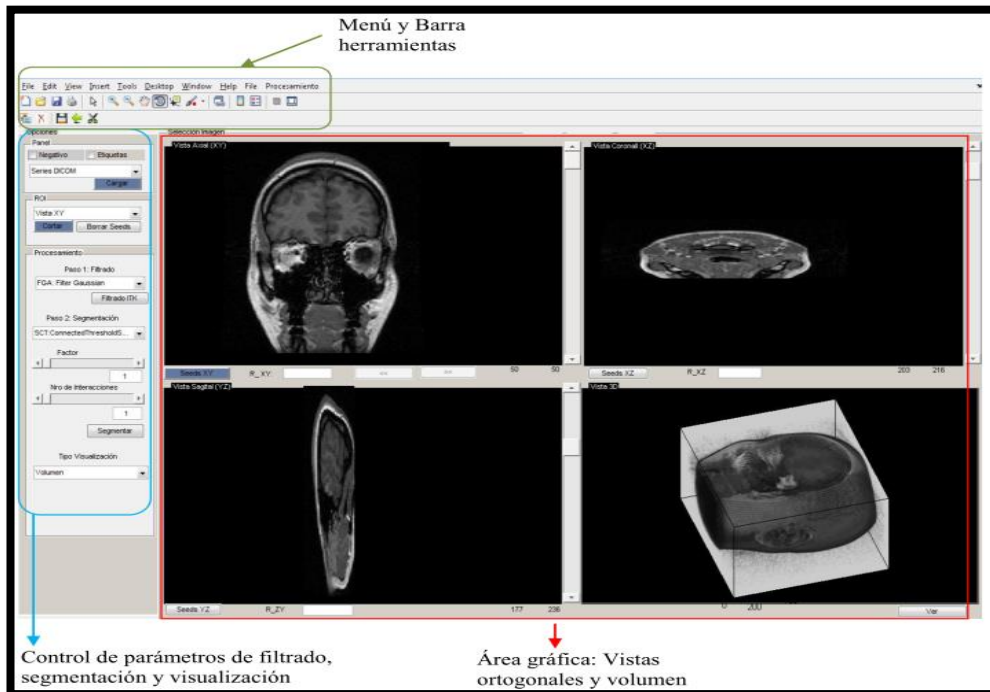 Menú y Barra
herramientas
File Edit View Insert Tools Desktop Window Help File Procesamiento
Opciones
Panel
Negativo Etiquetas
Series DICOM
Cargar
ROI
Vista XY
Cortar Borrar Seeds
Procesamiento
Paso 1: Filtrado
FGA: Filter Gaussian
Filtrado ITK
Paso 2: Segmentación
SCT:ConnectedThresholdS...
Factor
1
Nro de Interacciones
1
Segmentar
Tipo Visualización
Volumen
Selección Imagen
Vista Axial (XY)
Vista Coronal (XZ)
Seeds XY R_XY << >> 50 50
Seeds XZ R_XZ 203 216
Vista Sagital (YZ)
Vista 3D
Seeds YZ R_ZY 177 236
0 200
Ver
Control de parámetros de filtrado,
segmentación y visualización
Área gráfica: Vistas
ortogonales y volumen